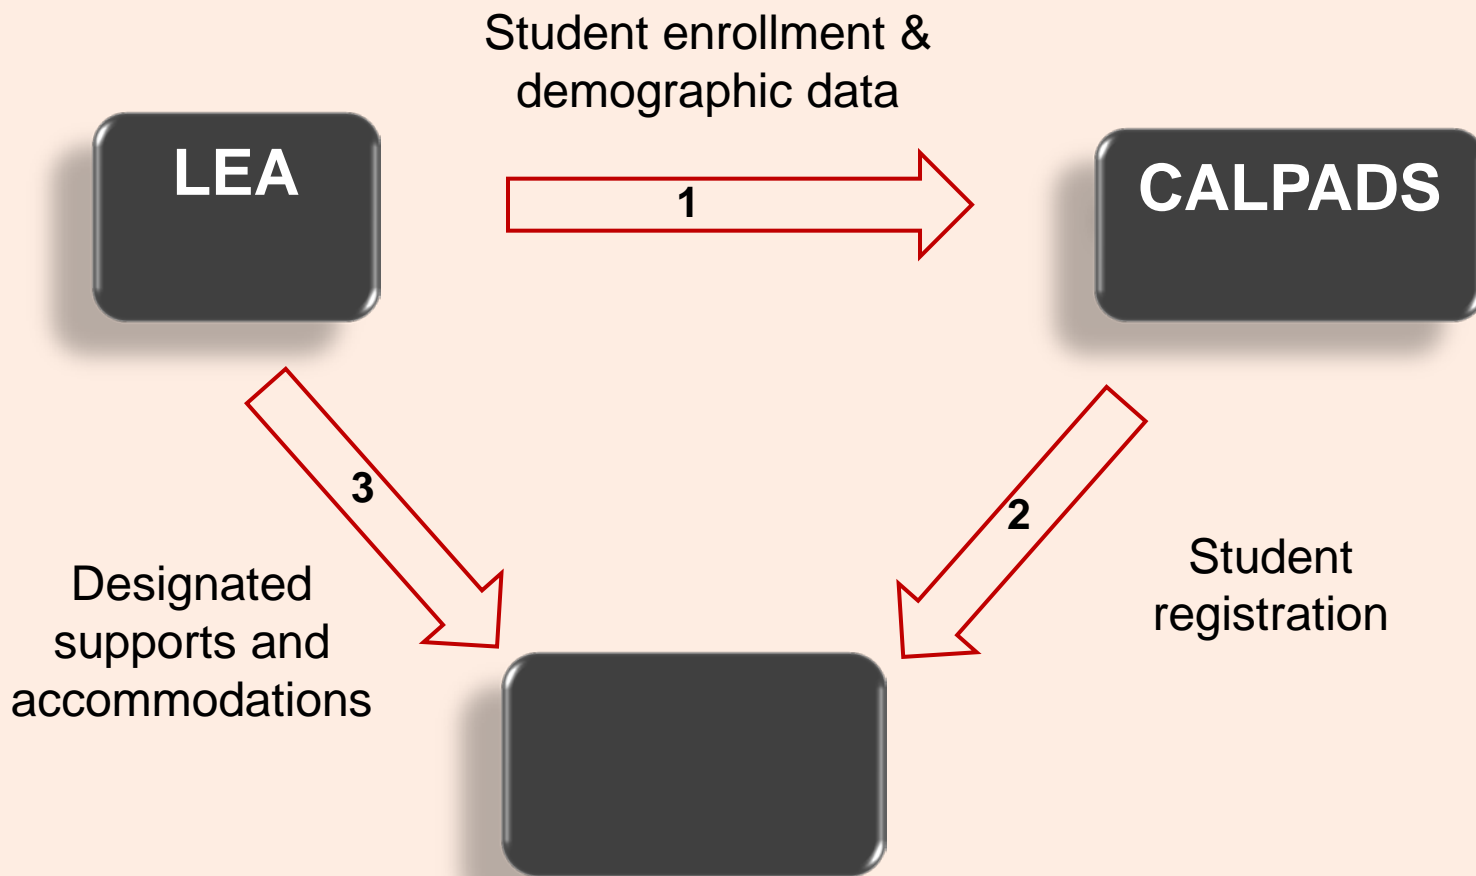 Student enrollment &
demographic data
LEA
1
CALPADS
3
2
Designated
supports and
accommodations
Student
registration